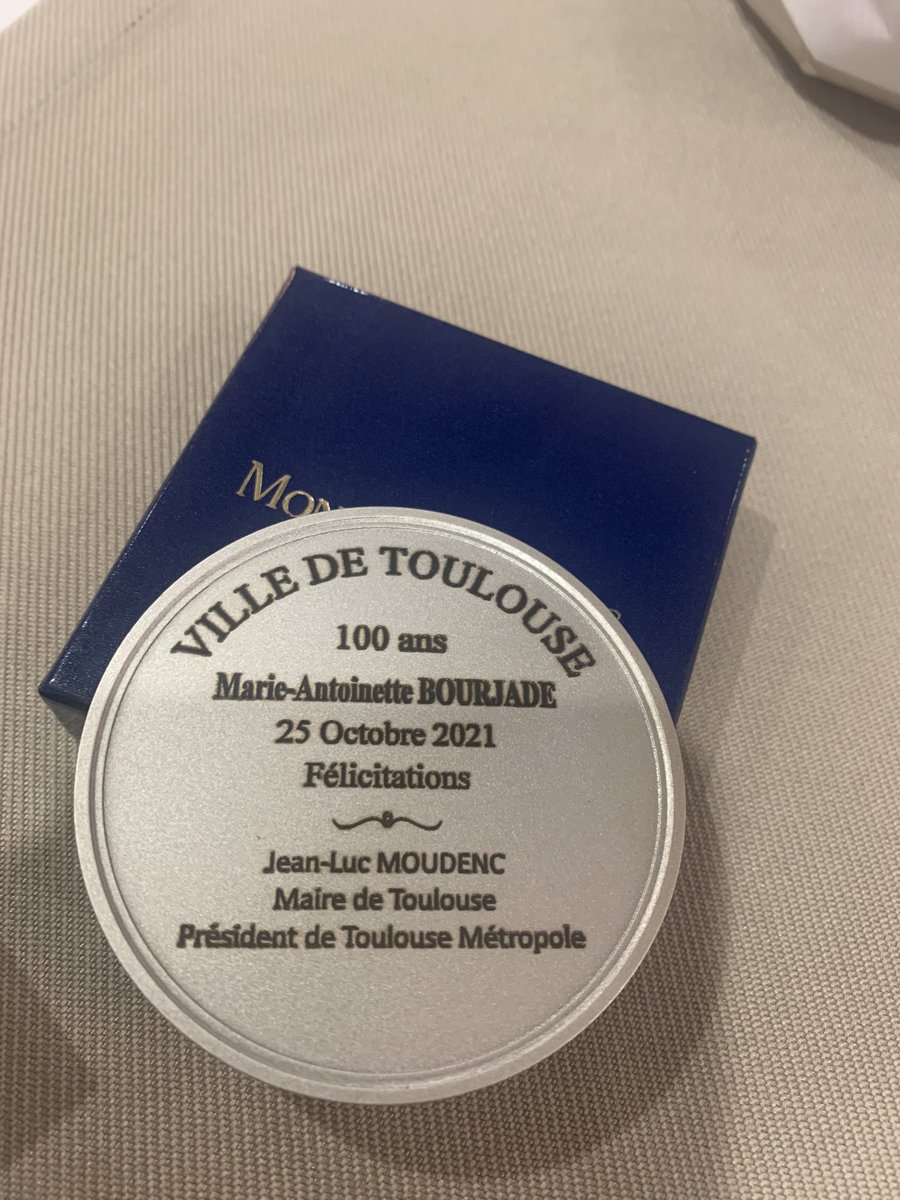 VILLE DE TOULOUSE
100 ans
Marie-Antoinette BOURJADE
25 Octobre 2021
Félicitations
Jean-Luc MOUDENC
Maire de Toulouse
Président de Toulouse Métropole